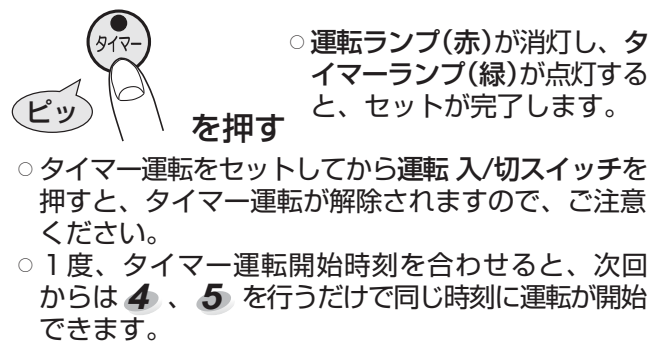 タイマー
ピッ
を押す
○運転ランプ(赤)が消灯し、タ
イマーランプ(緑)が点灯する
と、セットが完了します。
○タイマー運転をセットしてから運転 入/切スイッチを
押すと、タイマー運転が解除されますので、ご注意
ください。
○1度、タイマー運転開始時刻を合わせると、次回
からは 4 、 5 を行うだけで同じ時刻に運転が開始
できます。